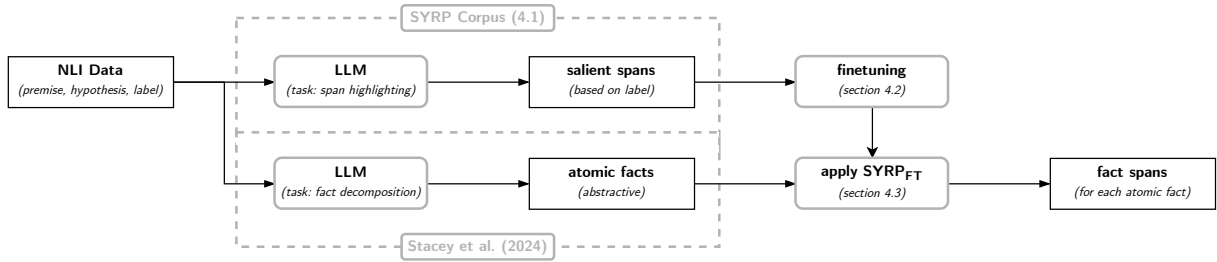 SYRP Corpus (4.1)
NLI Data
(premise, hypothesis, label)
LLM
(task: span highlighting)
salient spans
(based on label)
finetuning
(section 4.2)
LLM
(task: fact decomposition)
atomic facts
(abstractive)
apply SYRP_FT
(section 4.3)
fact spans
(for each atomic fact)
Stacey et al. (2024)